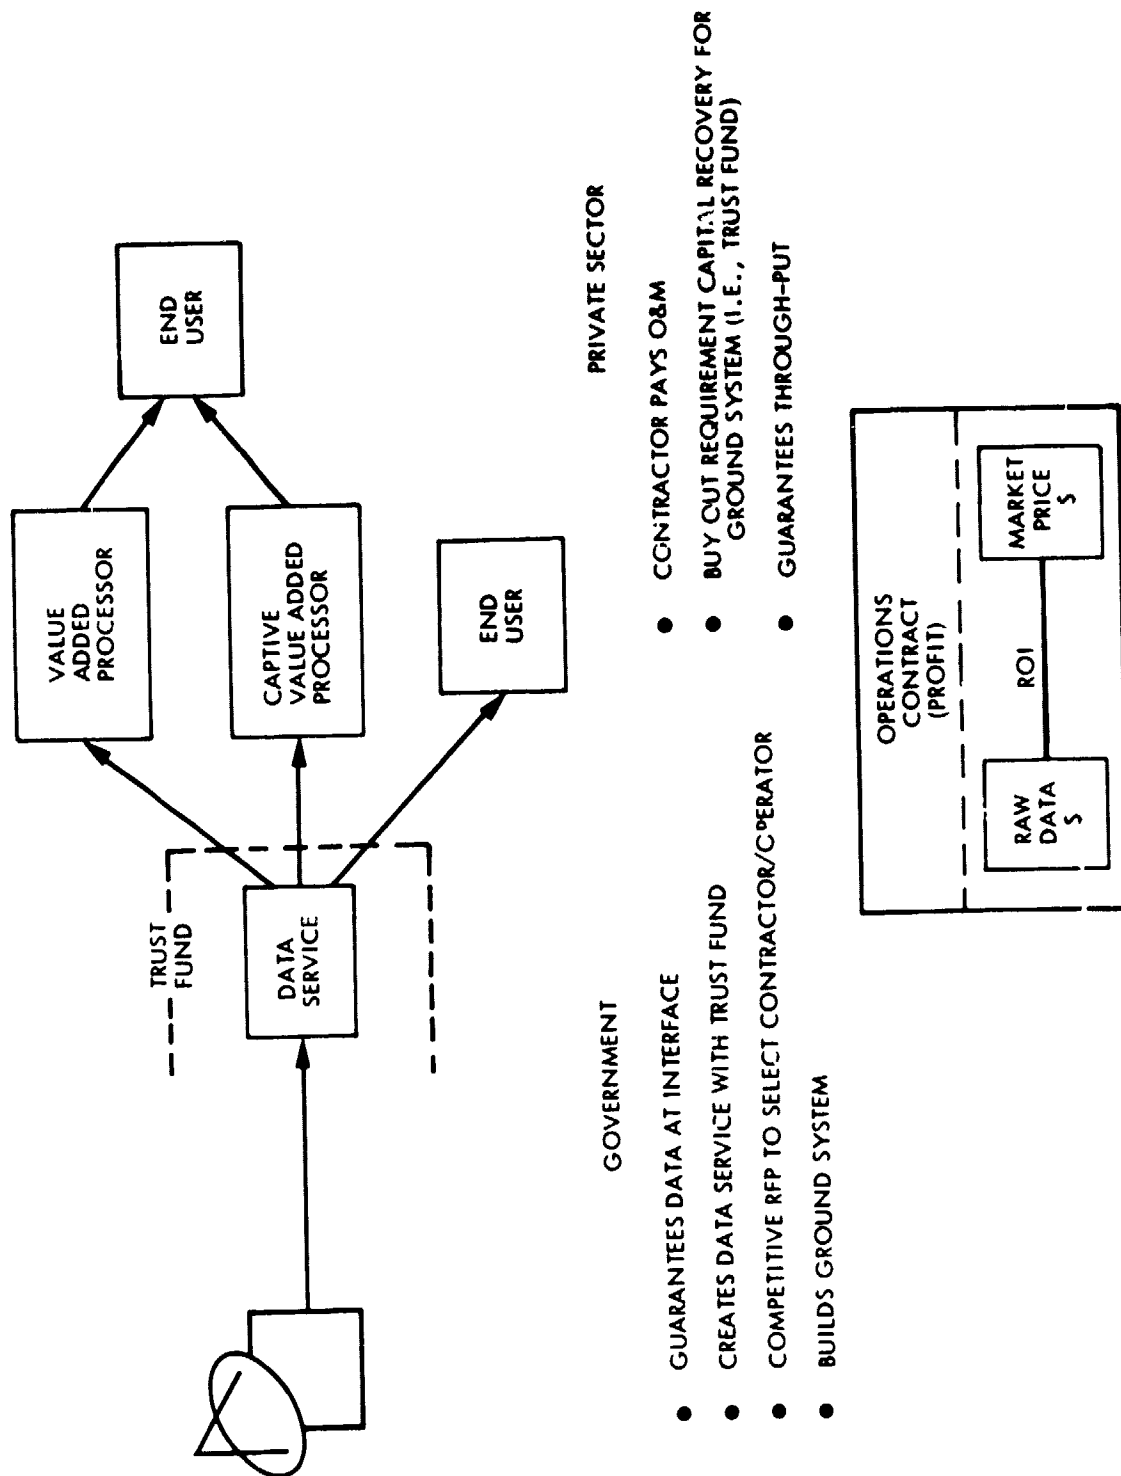 TRUST
FUND
DATA
SERVICE
VALUE
ADDED
PROCESSOR
CAPTIVE
VALUE ADDED
PROCESSOR
END
USER
END
USER
GOVERNMENT
● GUARANTEES DATA AT INTERFACE
● CREATES DATA SERVICE WITH TRUST FUND
● COMPETITIVE RFP TO SELECT CONTRACTOR/OPERATOR
● BUILDS GROUND SYSTEM
PRIVATE SECTOR
● CONTRACTOR PAYS O&M
● BUY OUT REQUIREMENT CAPITAL RECOVERY FOR
GROUND SYSTEM (I.E., TRUST FUND)
● GUARANTEES THROUGH-PUT
OPERATIONS
CONTRACT
(PROFIT)
RAW
DATA
$
ROI
MARKET
PRICE
$